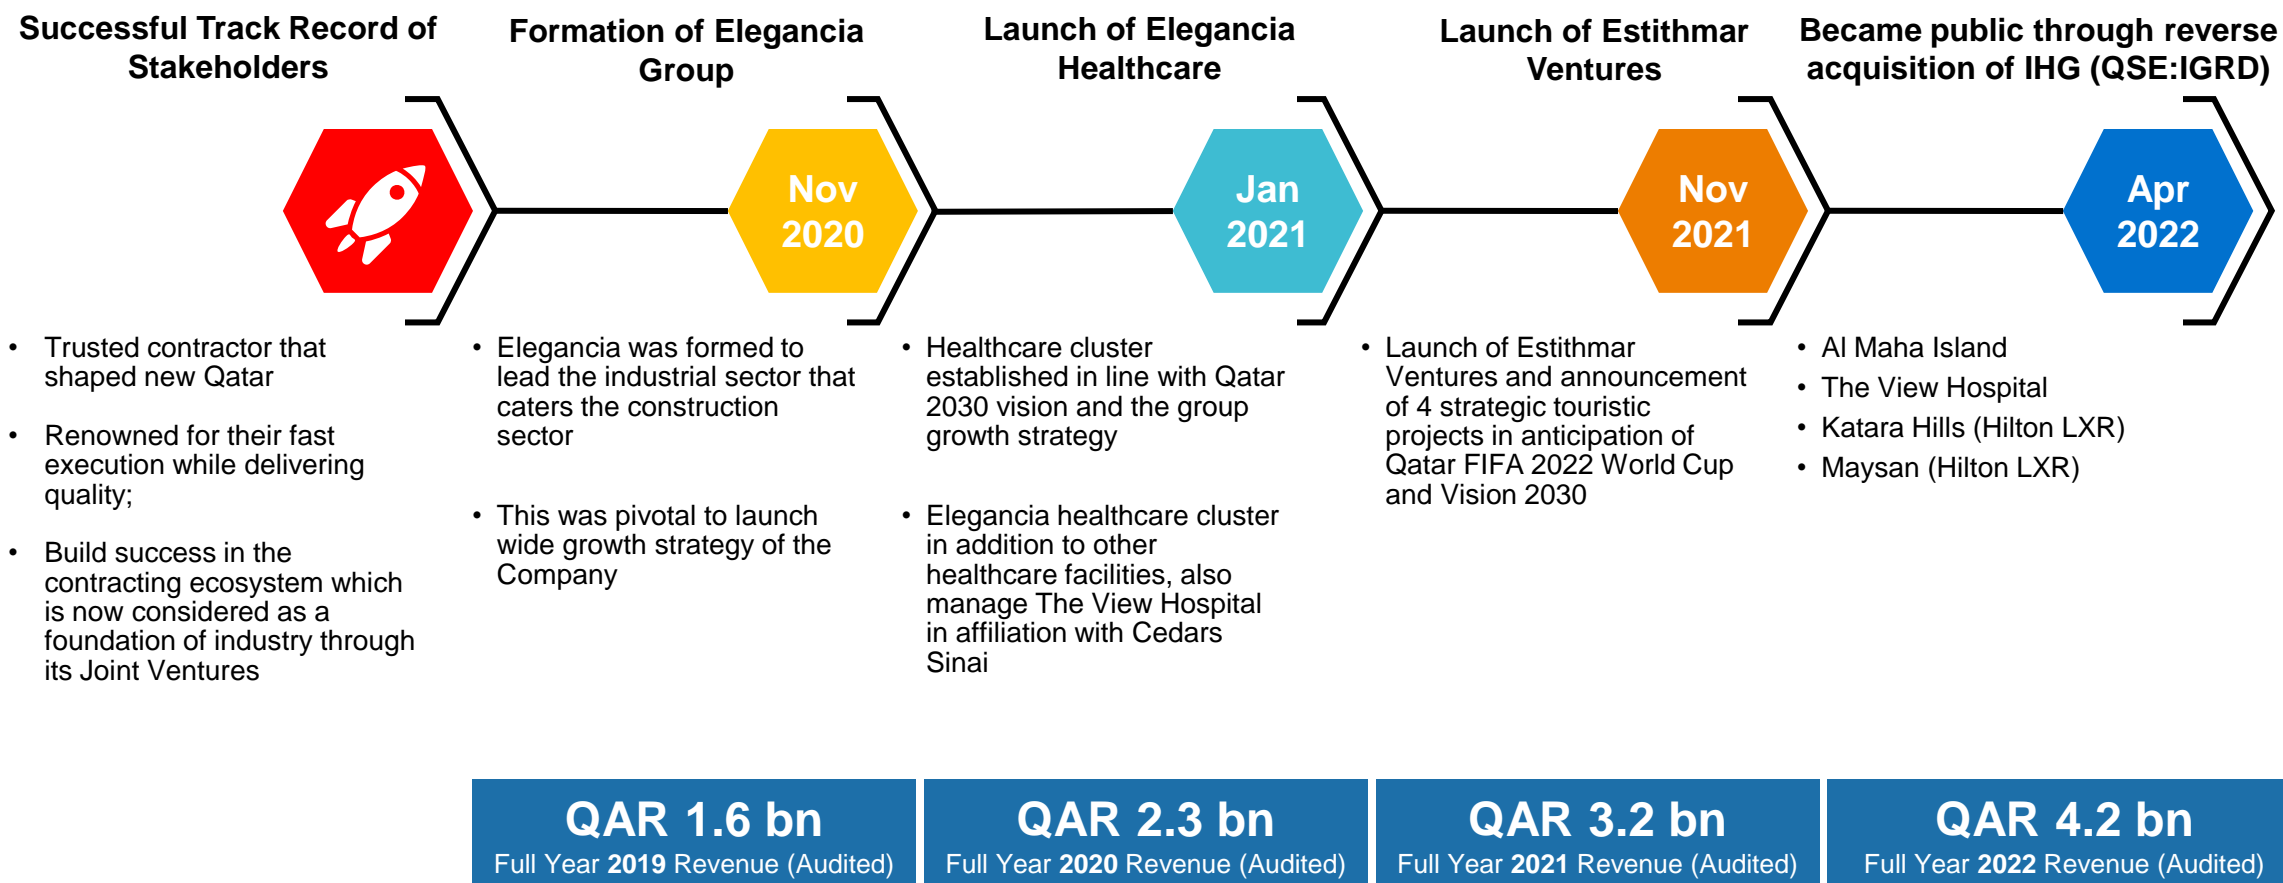 Successful Track Record of
Stakeholders
Formation of Elegancia
Group
Launch of Elegancia
Healthcare
Launch of Estithmar
Ventures
Became public through reverse
acquisition of IHG (QSE:IGRD)
Nov
2020
Jan
2021
Nov
2021
Apr
2022
• Trusted contractor that
shaped new Qatar
• Renowned for their fast
execution while delivering
quality;
• Build success in the
contracting ecosystem which
is now considered as a
foundation of industry through
its Joint Ventures
• Elegancia was formed to
lead the industrial sector that
caters the construction
sector
• This was pivotal to launch
wide growth strategy of the
Company
• Healthcare cluster
established in line with Qatar
2030 vision and the group
growth strategy
• Elegancia healthcare cluster
in addition to other
healthcare facilities, also
manage The View Hospital
in affiliation with Cedars
Sinai
• Launch of Estithmar
Ventures and announcement
of 4 strategic touristic
projects in anticipation of
Qatar FIFA 2022 World Cup
and Vision 2030
• Al Maha Island
• The View Hospital
• Katara Hills (Hilton LXR)
• Maysan (Hilton LXR)
QAR 1.6 bn
Full Year 2019 Revenue (Audited)
QAR 2.3 bn
Full Year 2020 Revenue (Audited)
QAR 3.2 bn
Full Year 2021 Revenue (Audited)
QAR 4.2 bn
Full Year 2022 Revenue (Audited)